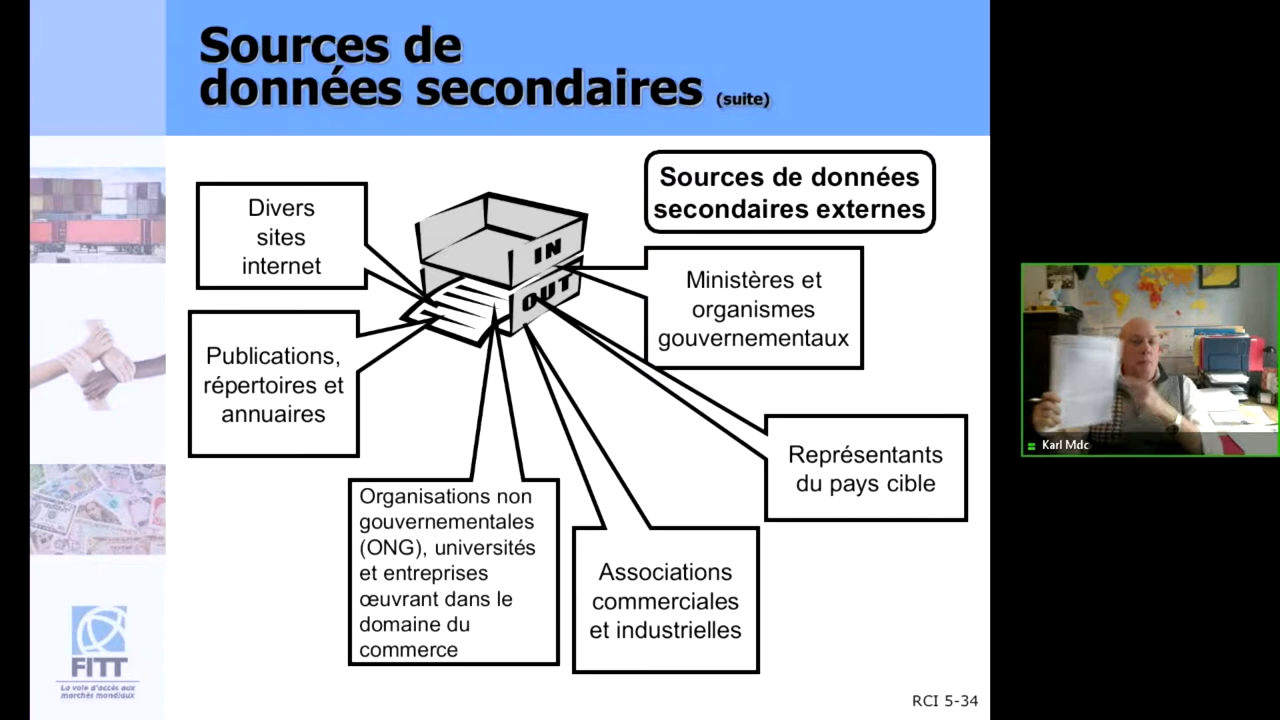 Sources de
données secondaires (suite)
Sources de données
secondaires externes
Divers
sites
internet
IN
OUT
Ministères et
organismes
gouvernementaux
Publications,
répertoires et
annuaires
Représentants
du pays cible
Organisations non
gouvernementales
(ONG), universités
et entreprises
œuvrant dans le
domaine du
commerce
Associations
commerciales
et industrielles
Karl Mdc
FITT
La voie d'accès aux
marchés mondiaux
RCI 5-34